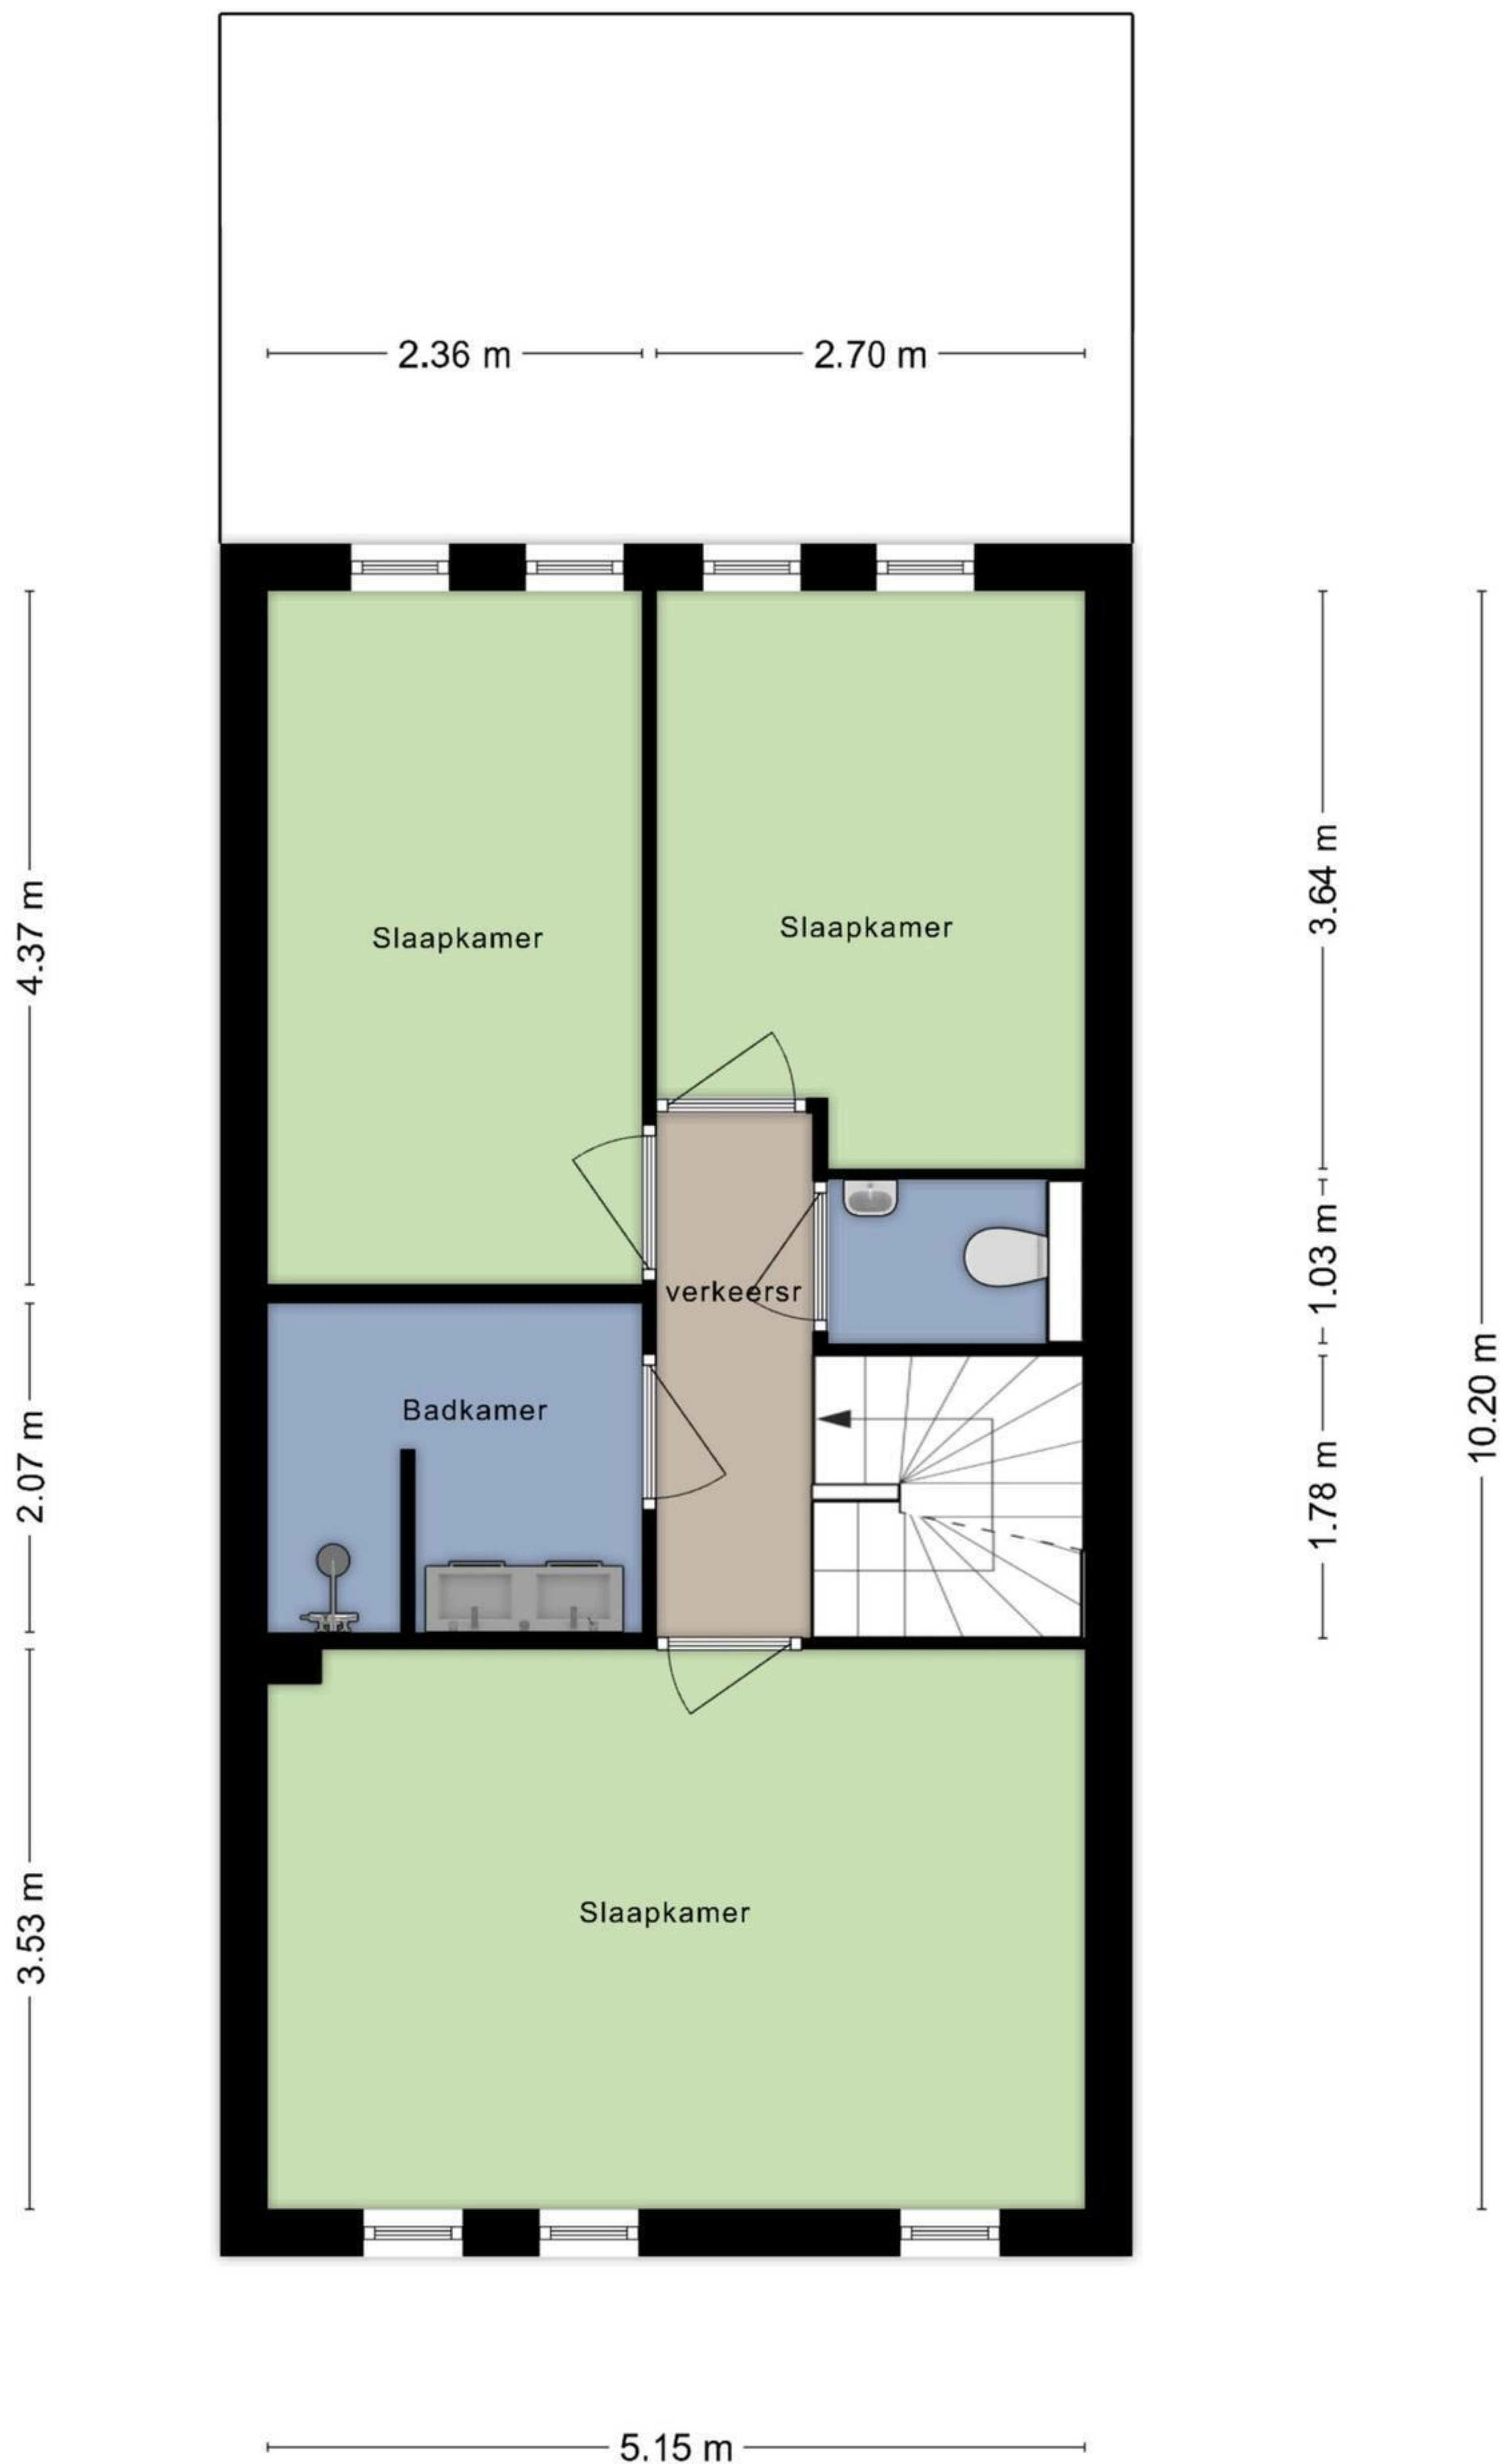 2.36 m
2.70 m
4.37 m
3.64 m
Slaapkamer
Slaapkamer
1.03 m
verkeersr
10.20 m
Badkamer
2.07 m
1.78 m
Slaapkamer
3.53 m
5.15 m